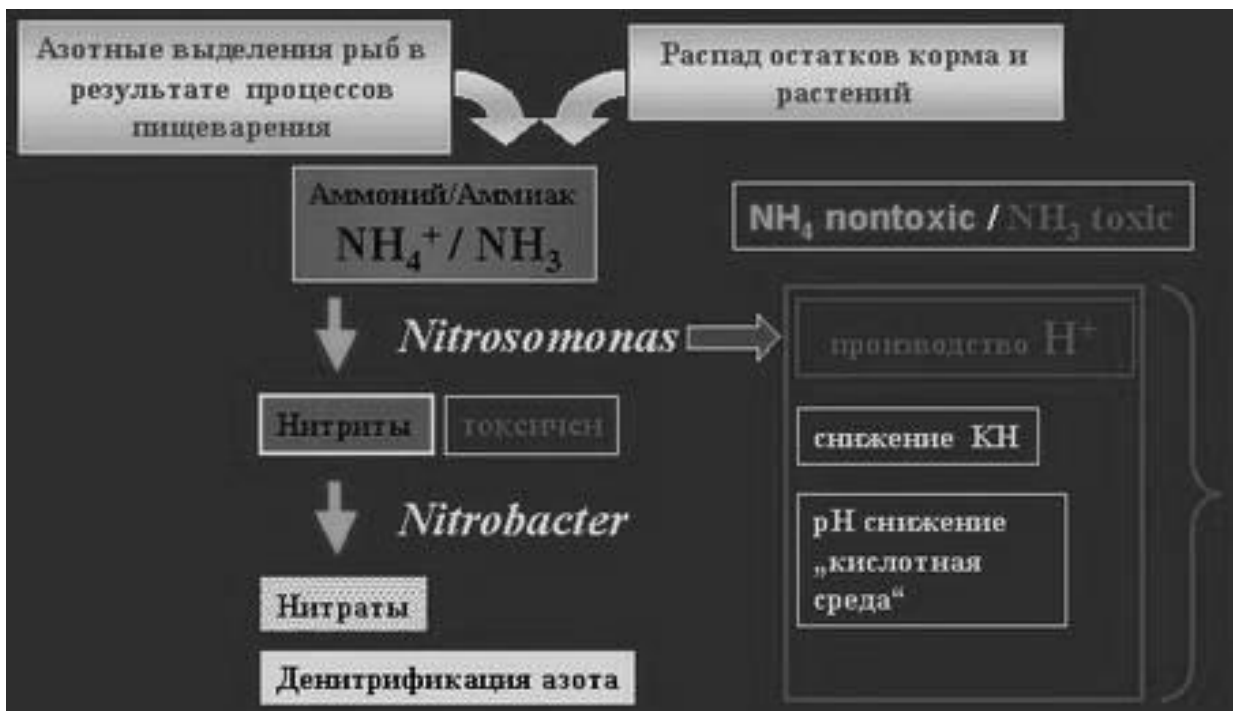 Азотные выделения рыб в
результате процессов
пищеварения
Распад остатков корма и
растений
Аммоний/Аммиак
NH₄⁺ / NH₃
NH₄ nontoxic / NH₃ toxic
Nitrosomonas
производство H⁺
Нитриты
токсичен
снижение KH
Nitrobacter
pH снижение
„кислотная
среда“
Нитраты
Денитрификация азота